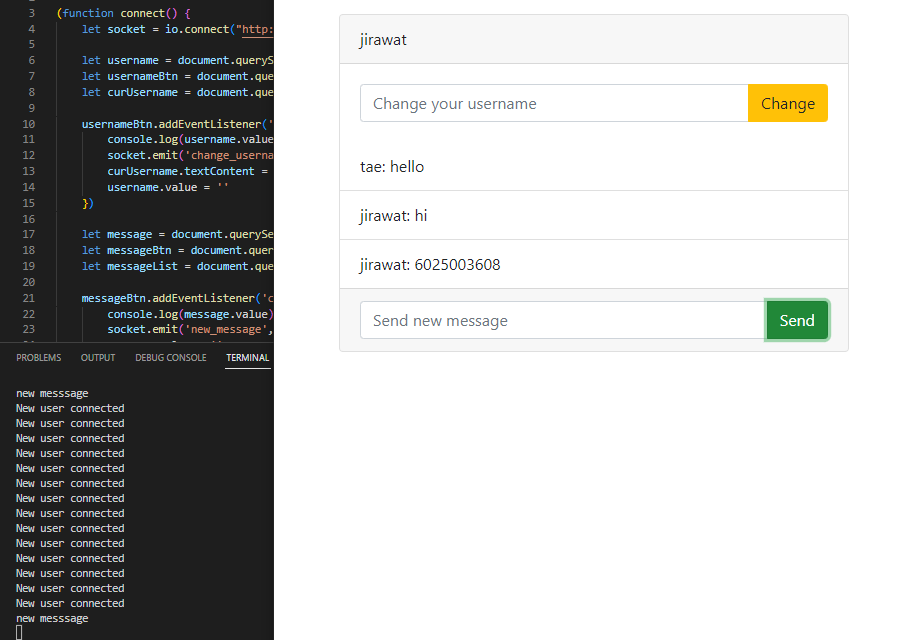 3 (function connect() {
4 let socket = io.connect("http:
5
6 let username = document.queryS
7 let usernameBtn = document.que
8 let curUsername = document.que
9
10 usernameBtn.addEventListener('
11 console.log(username.value
12 socket.emit('change_userna
13 curUsername.textContent =
14 username.value = ''
15 })
16
17 let message = document.querySe
18 let messageBtn = document.quer
19 let messageList = document.que
20
21 messageBtn.addEventListener('c
22 console.log(message.value)
23 socket.emit('new_message',
PROBLEMS OUTPUT DEBUG CONSOLE TERMINAL
new messsage
New user connected
New user connected
New user connected
New user connected
New user connected
New user connected
New user connected
New user connected
New user connected
New user connected
New user connected
New user connected
New user connected
New user connected
new messsage
jirawat
Change your username Change
tae: hello
jirawat: hi
jirawat: 6025003608
Send new message Send